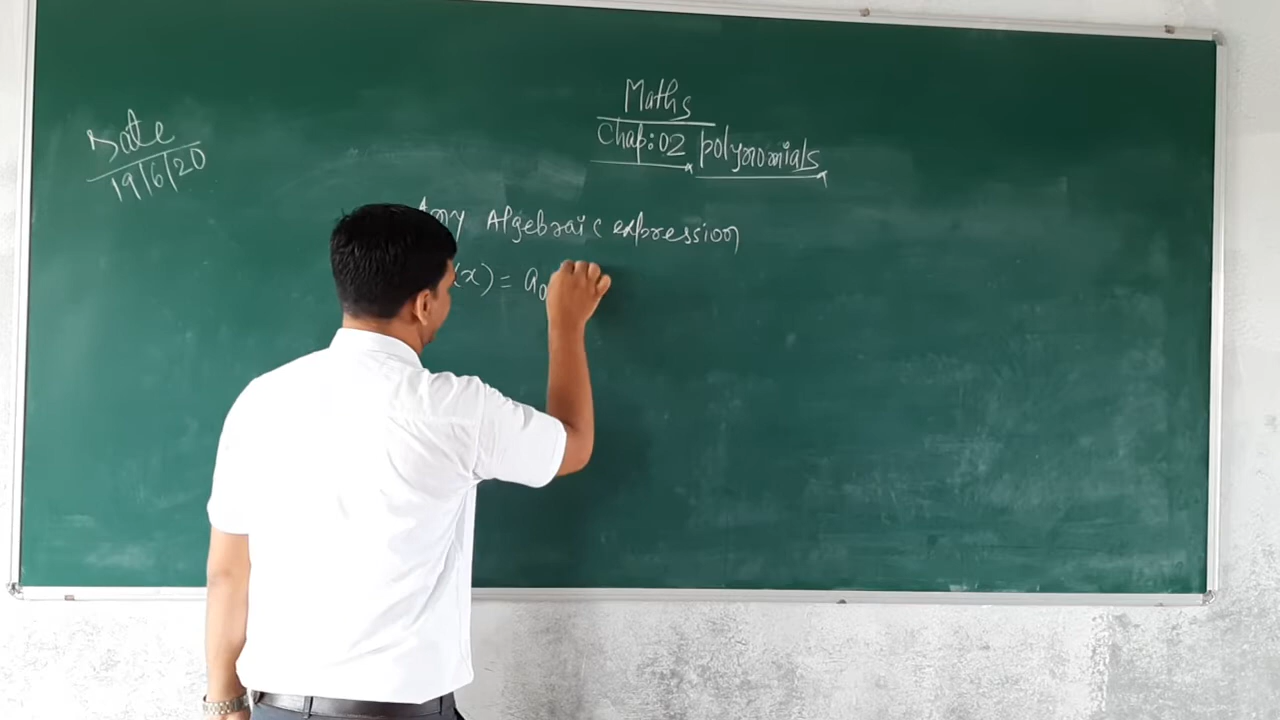 Maths
Date
19/6/20
Chap:02 polynomials
Any Algebraic expression
(x) = a0